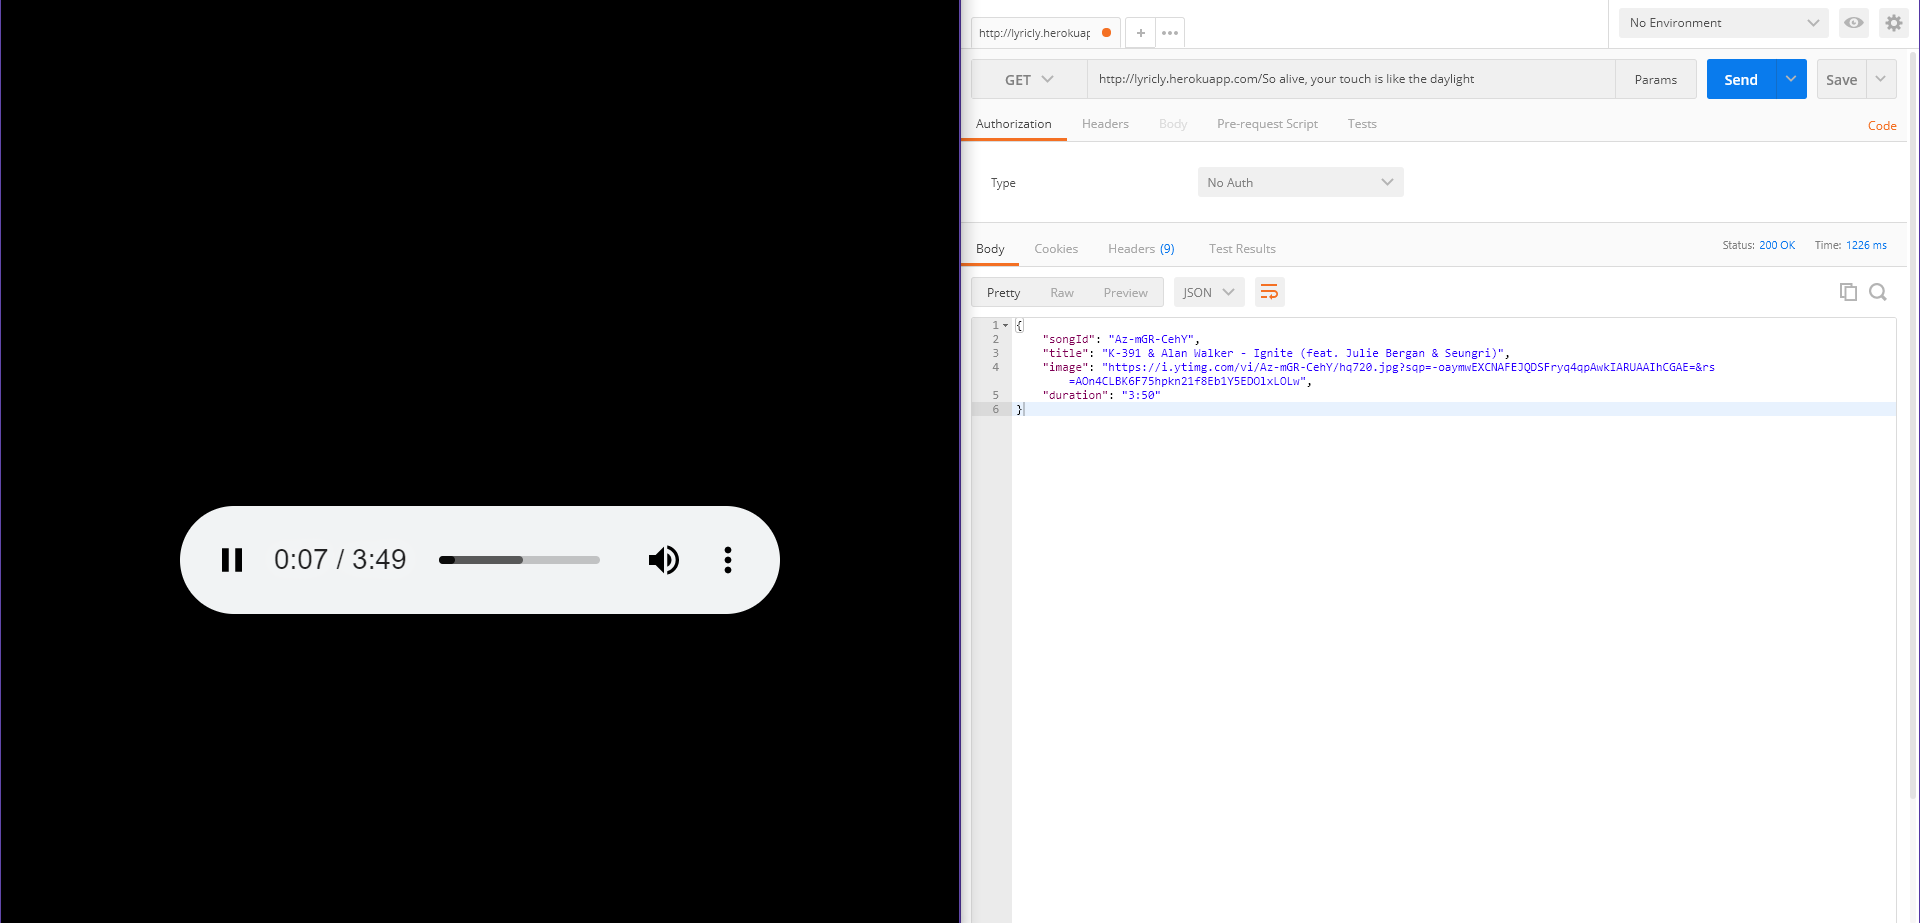 0:07 / 3:49
http://lyricly.herokuap
+
No Environment
GET
http://lyricly.herokuapp.com/So alive, your touch is like the daylight
Params
Send
Save
Authorization
Headers
Body
Pre-request Script
Tests
Code
Type
No Auth
Body
Cookies
Headers (9)
Test Results
Status: 200 OK
Time: 1226 ms
Pretty
Raw
Preview
JSON
1 {
2 "songId": "Az-mGR-CehY",
3 "title": "K-391 & Alan Walker - Ignite (feat. Julie Bergan & Seungri)",
4 "image": "https://i.ytimg.com/vi/Az-mGR-CehY/hq720.jpg?sqp=-oaymwEXCNAFEJQDSFryq4qpAwkIARUAAIhCGAE=&rs
=AOn4CLBK6F75hpkn21f8Eb1Y5EDOlxLOLw",
5 "duration": "3:50"
6 }